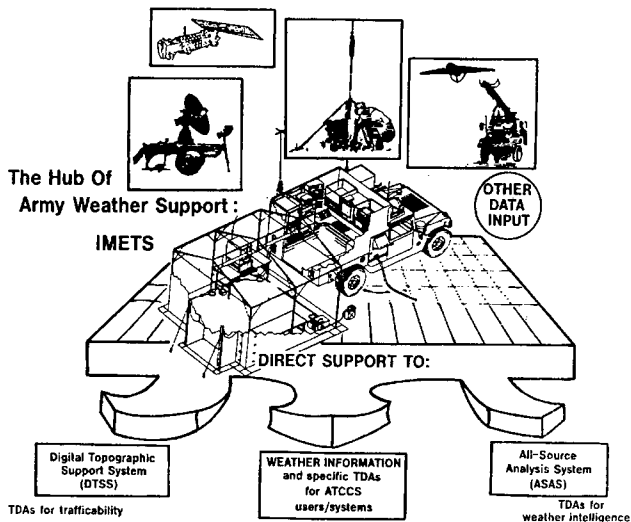 The Hub Of
Army Weather Support :
IMETS
OTHER
DATA
INPUT
DIRECT SUPPORT TO:
Digital Topographic
Support System
(DTSS)
TDAs for trafficability
WEATHER INFORMATION
and specific TDAs
for ATCCS
users/systems
All-Source
Analysis System
(ASAS)
TDAs for
weather intelligence